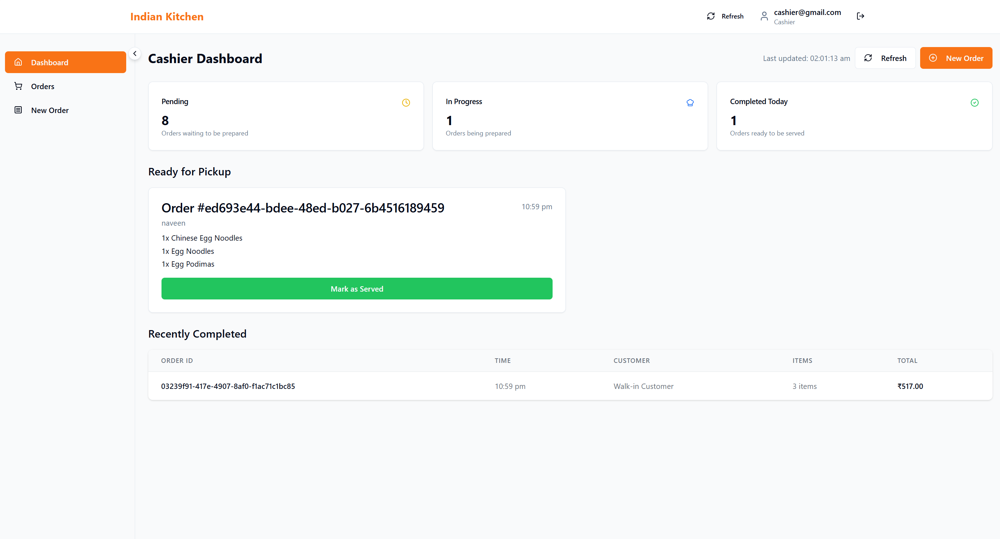 Indian Kitchen
Refresh
cashier@gmail.com
Cashier
Dashboard
Orders
New Order
Cashier Dashboard
Last updated: 02:01:13 am
Refresh
New Order
Pending
8
Orders waiting to be prepared
In Progress
1
Orders being prepared
Completed Today
1
Orders ready to be served
Ready for Pickup
Order #ed693e44-bdee-48ed-b027-6b4516189459
10:59 pm
naveen
1x Chinese Egg Noodles
1x Egg Noodles
1x Egg Podimas
Mark as Served
Recently Completed
ORDER ID TIME CUSTOMER ITEMS TOTAL
03239f91-417e-4907-8af0-f1ac71c1bc85 10:59 pm Walk-in Customer 3 items ₹517.00